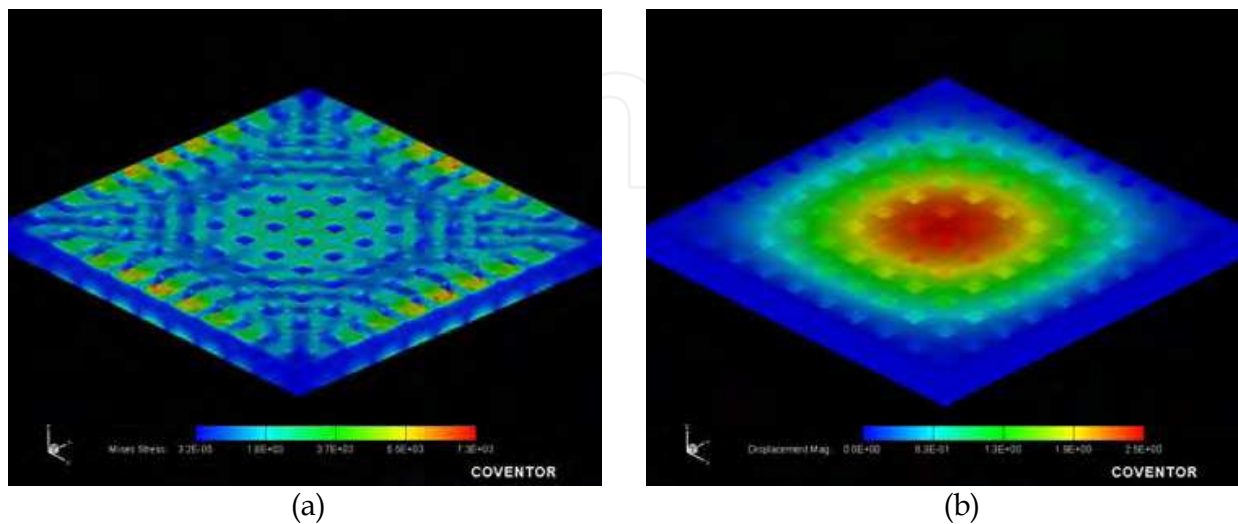 Mises Stress: 3.2E-05 1.8E+03 3.7E+03 5.5E+03 7.3E+03
COVENTOR
(a)
Displacement Mag: 0.0E+00 6.3E-01 1.3E+00 1.9E+00 2.5E+00
COVENTOR
(b)